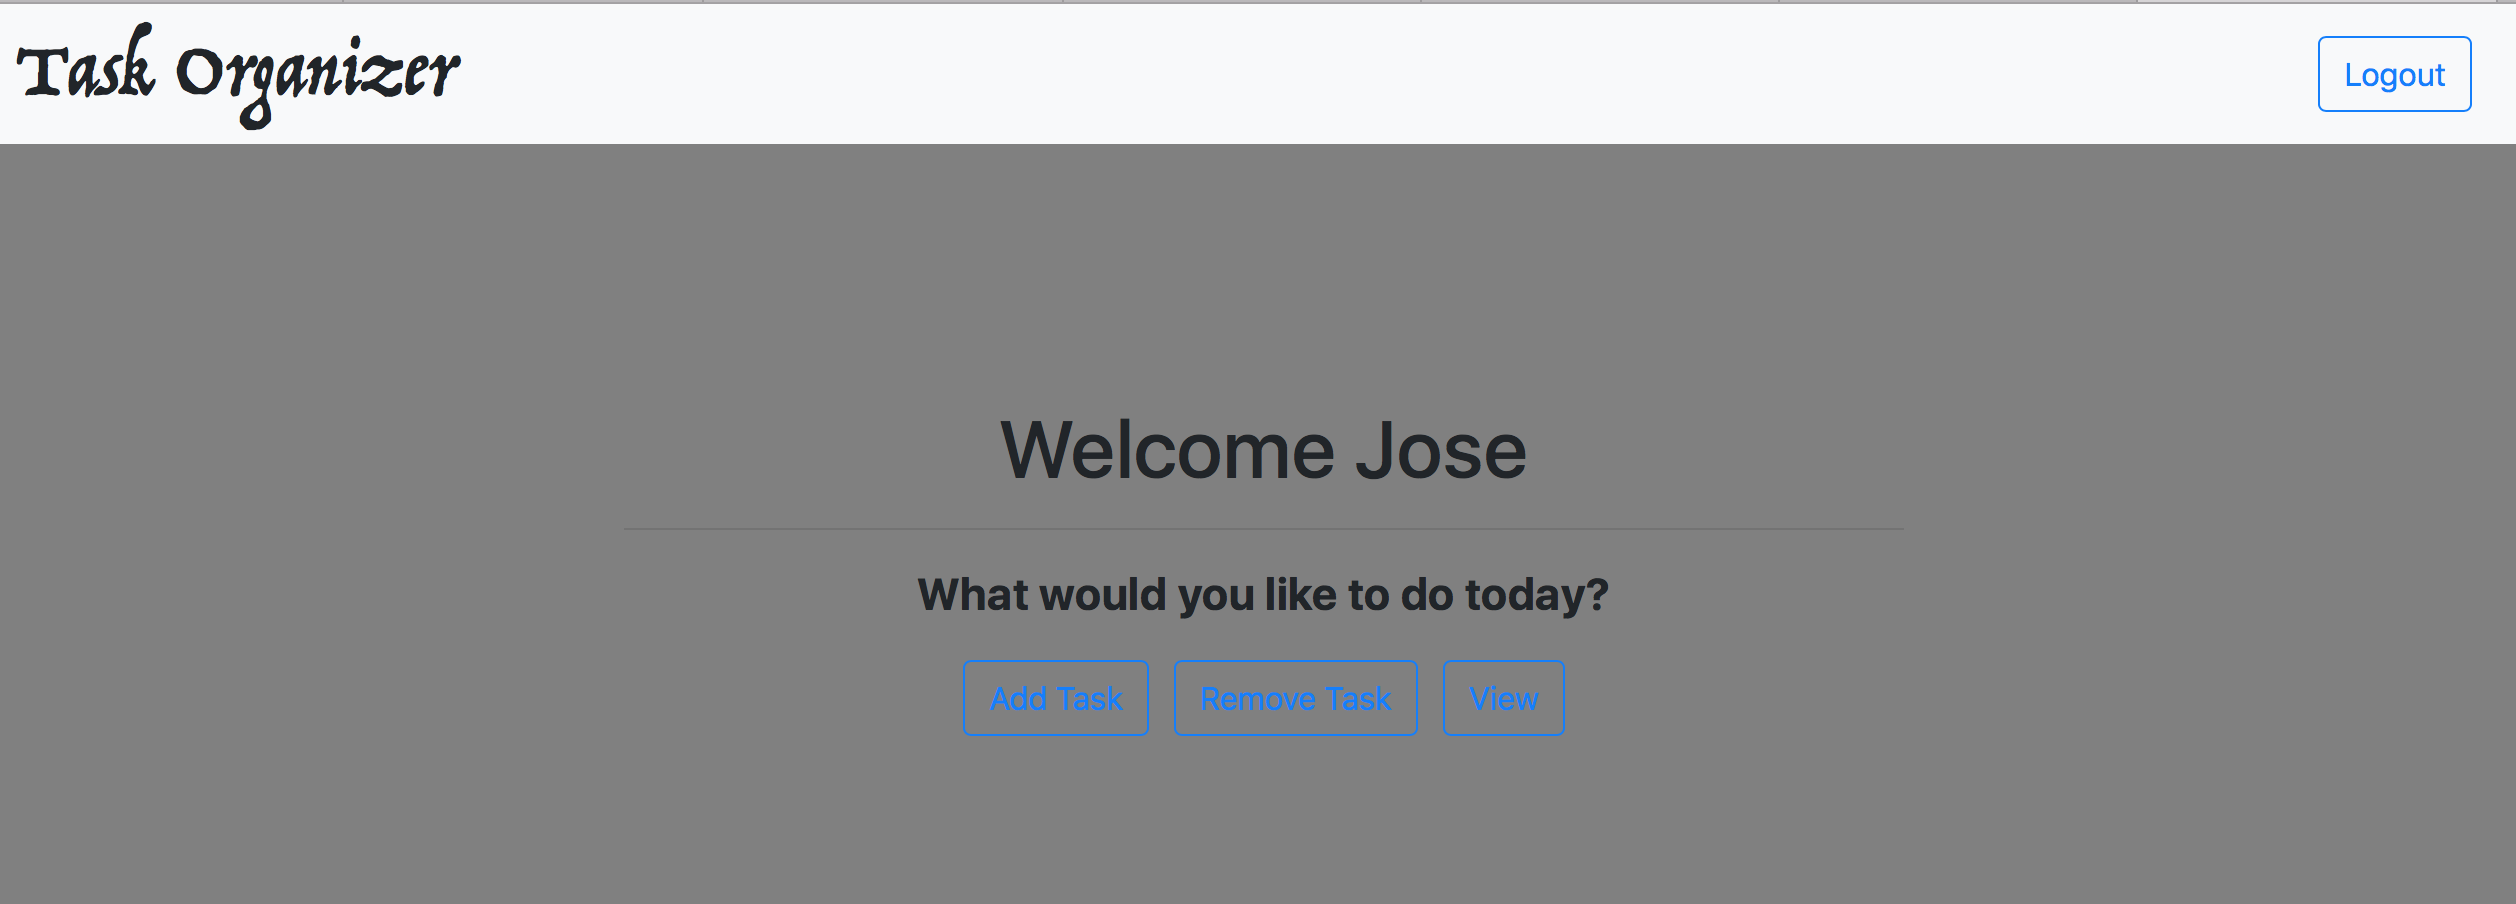 Task Organizer
Logout
Welcome Jose
What would you like to do today?
Add Task
Remove Task
View